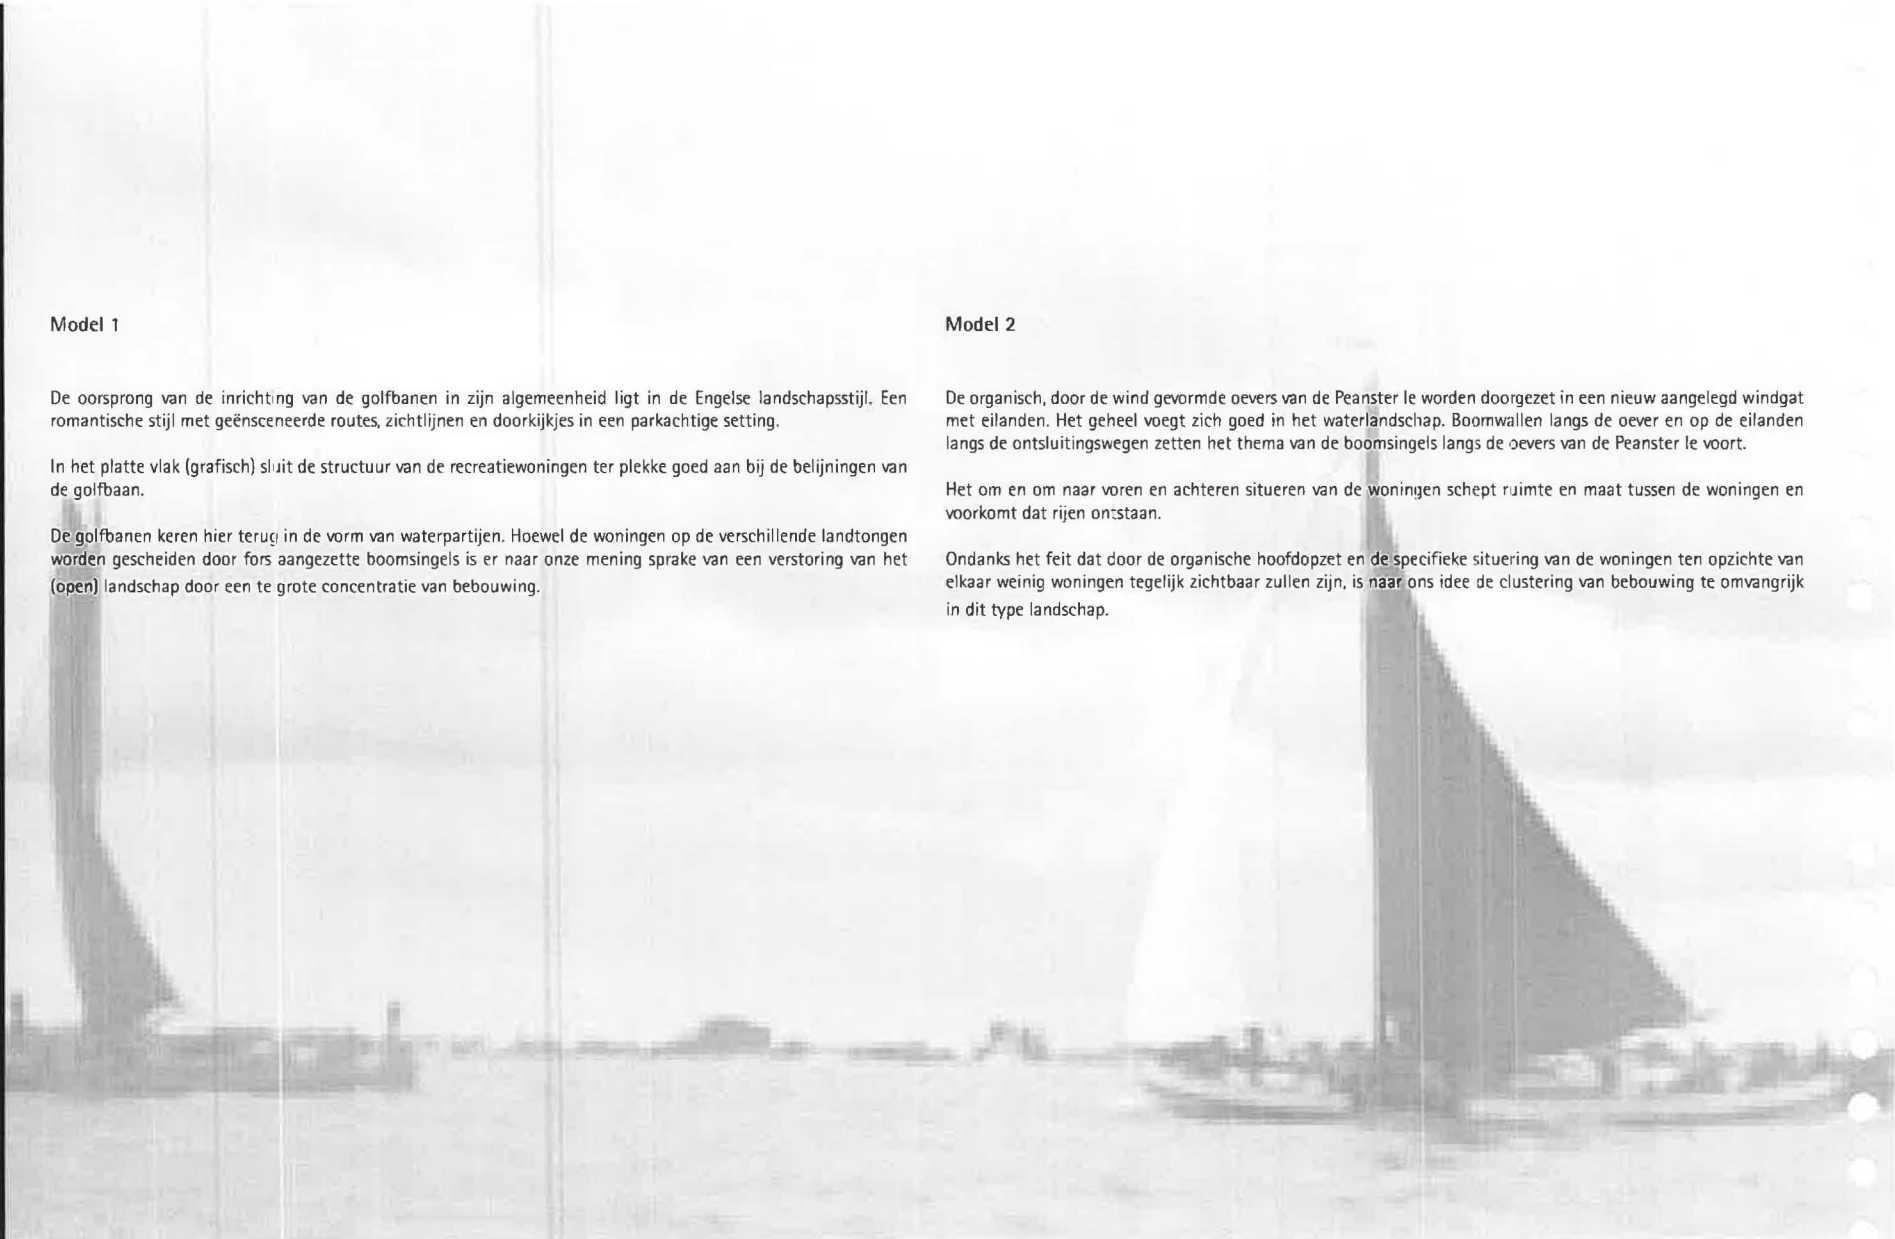 Model 1
De oorsprong van de inrichting van de golfbanen in zijn algemeenheid ligt in de Engelse landschapsstijl. Een
romantische stijl met geënsceneerde routes, zichtlijnen en doorkijkjes in een parkachtige setting.
In het platte vlak (grafisch) sluit de structuur van de recreatiewoningen ter plekke goed aan bij de belijningen van
de golfbaan.
De golfbanen keren hier terug in de vorm van waterpartijen. Hoewel de woningen op de verschillende landtongen
worden gescheiden door fors aangezette boomsingels is er naar onze mening sprake van een verstoring van het
(open) landschap door een te grote concentratie van bebouwing.
Model 2
De organisch, door de wind gevormde oevers van de Peanster Ie worden doorgezet in een nieuw aangelegd windgat
met eilanden. Het geheel voegt zich goed in het waterlandschap. Boomwallen langs de oever en op de eilanden
langs de ontsluitingswegen zetten het thema van de boomsingels langs de oevers van de Peanster Ie voort.
Het om en om naar voren en achteren situeren van de woningen schept ruimte en maat tussen de woningen en
voorkomt dat rijen ontstaan.
Ondanks het feit dat door de organische hoofdopzet en de specifieke situering van de woningen ten opzichte van
elkaar weinig woningen tegelijk zichtbaar zullen zijn, is naar ons idee de clustering van bebouwing te omvangrijk
in dit type landschap.